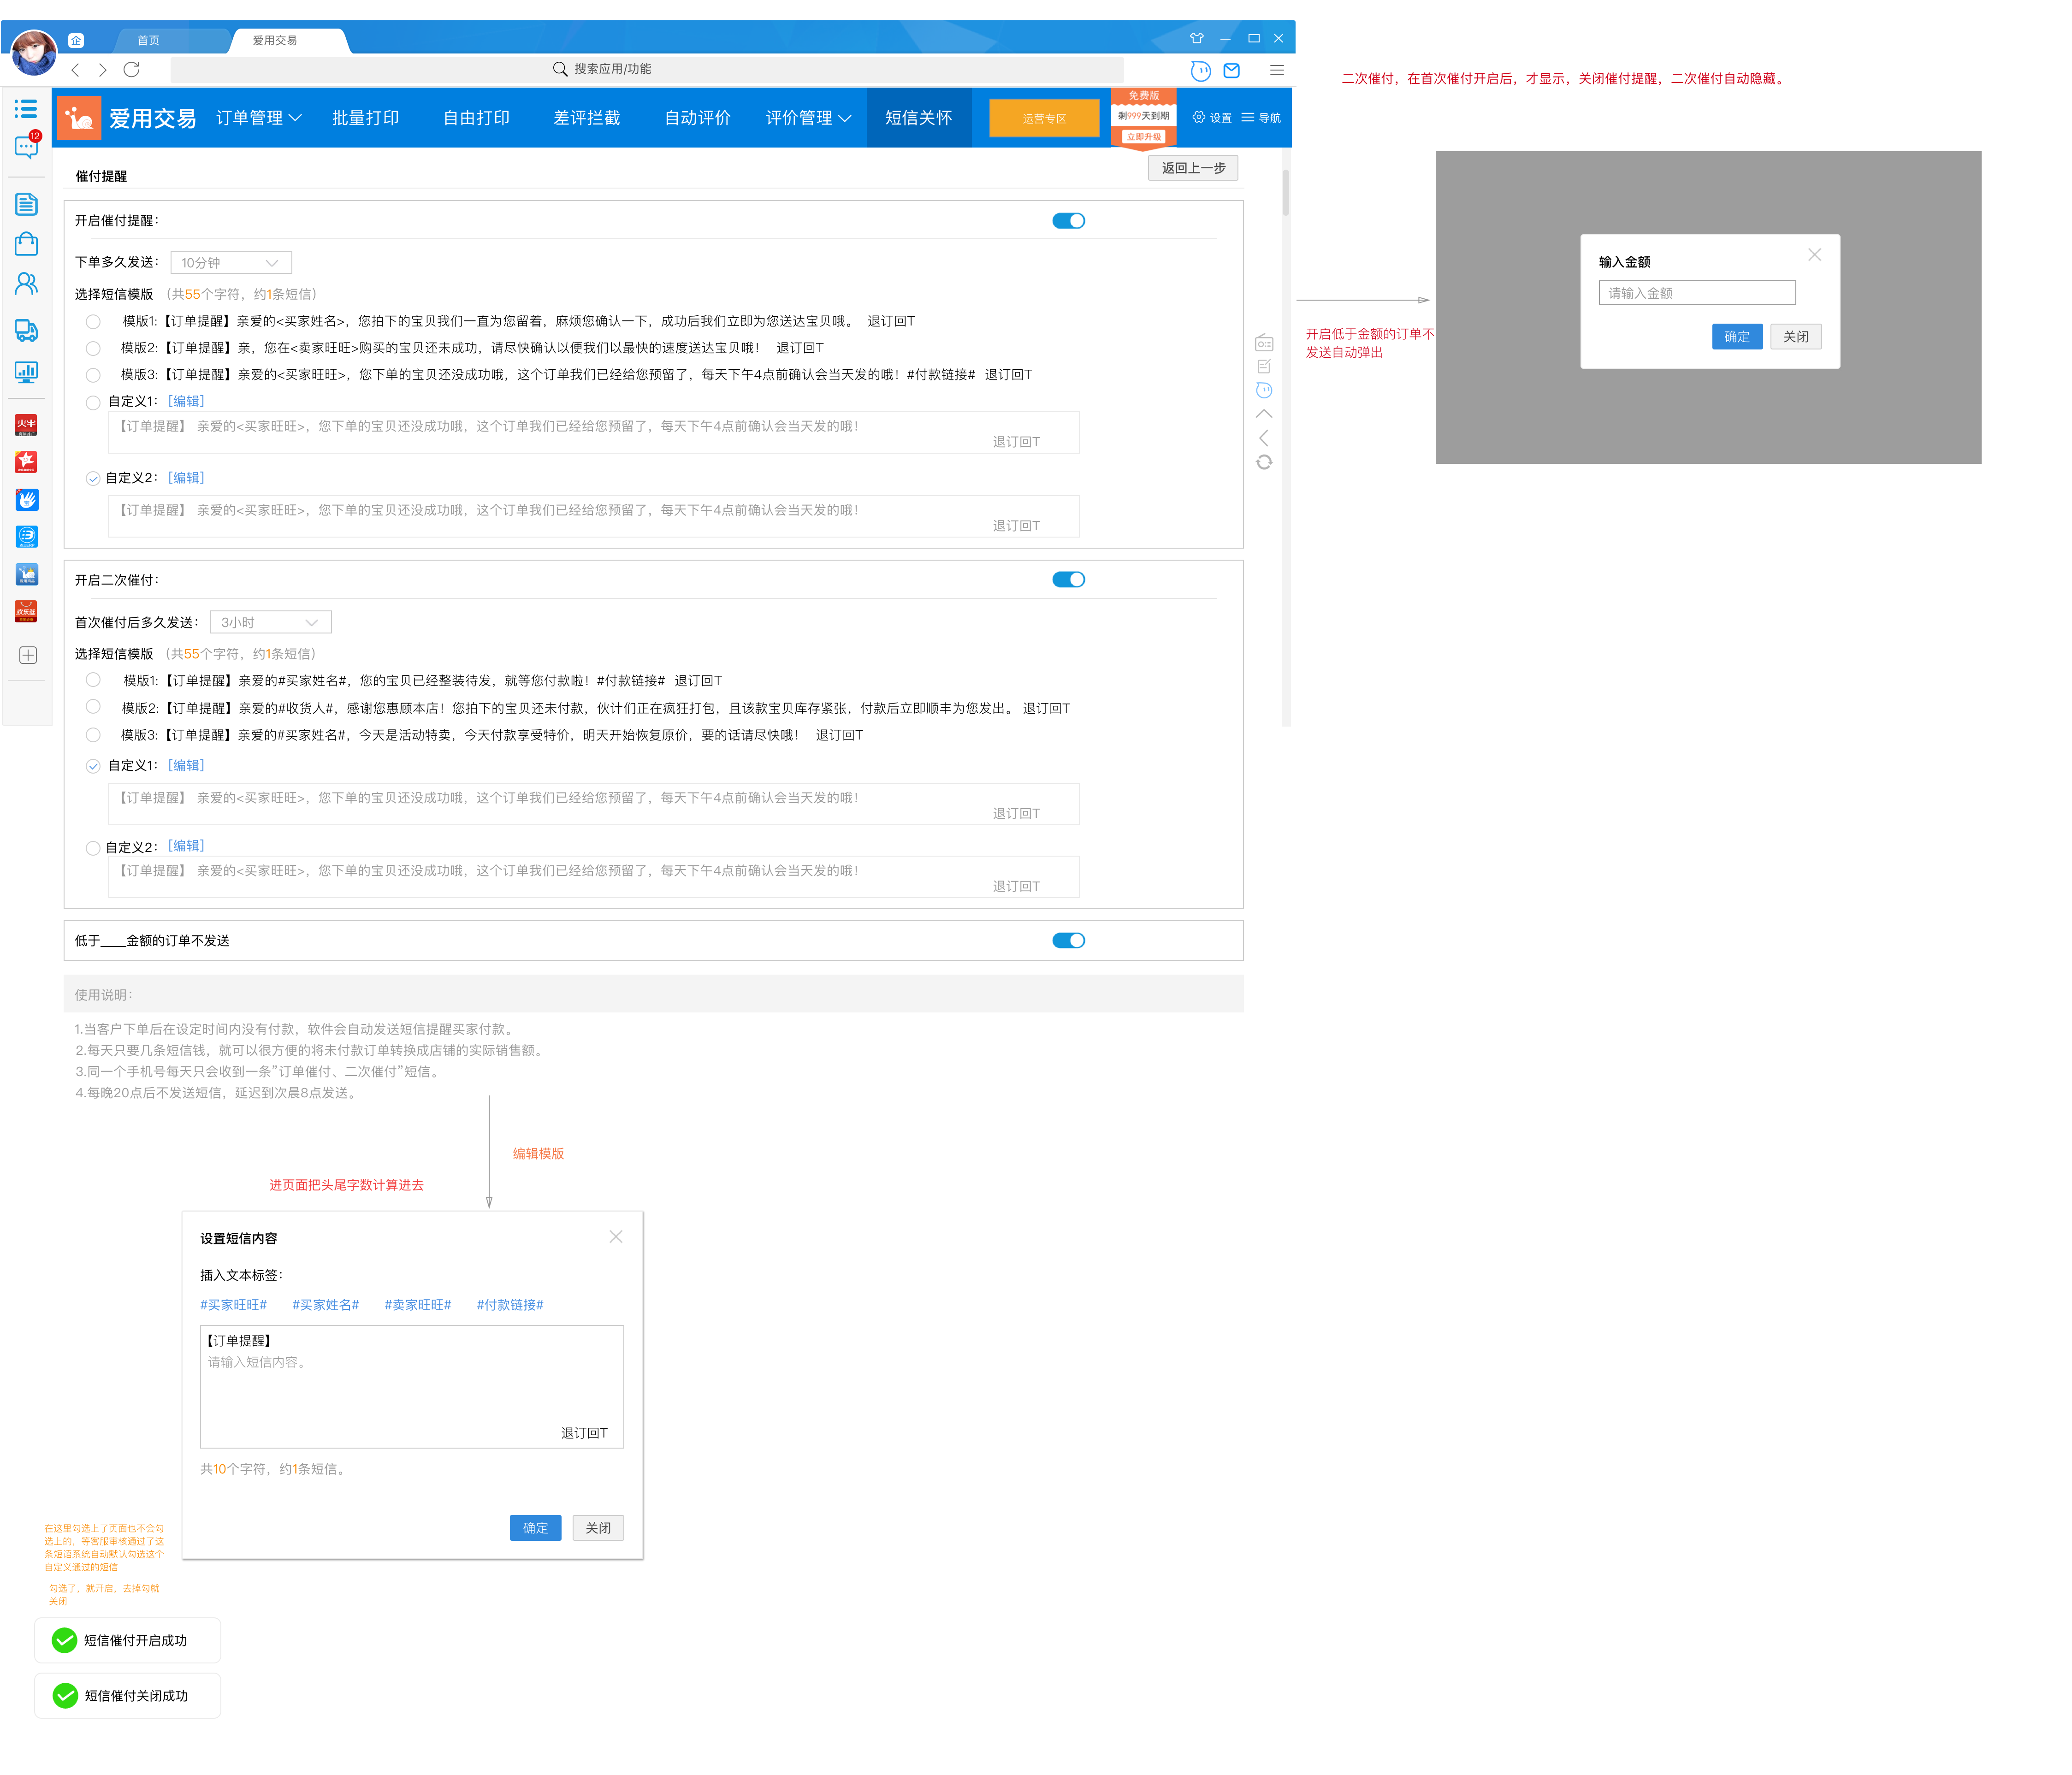 企
首页
爱用交易
搜索应用/功能
二次催付，在首次催付开启后，才显示，关闭催付提醒，二次催付自动隐藏。
12
爱用交易
订单管理
批量打印
自由打印
差评拦截
自动评价
评价管理
短信关怀
运营专区
免费版
剩999天到期
立即升级
设置
导航
催付提醒
返回上一步
开启催付提醒：
下单多久发送：
10分钟
选择短信模版 （共55个字符，约1条短信）
模版1:【订单提醒】亲爱的<买家姓名>，您拍下的宝贝我们一直为您留着，麻烦您确认一下，成功后我们立即为您送达宝贝哦。 退订回T
模版2:【订单提醒】亲，您在<卖家旺旺>购买的宝贝还未成功，请尽快确认以便我们以最快的速度送达宝贝哦！ 退订回T
模版3:【订单提醒】亲爱的<买家旺旺>，您下单的宝贝还没成功哦，这个订单我们已经给您预留了，每天下午4点前确认会当天发的哦！#付款链接# 退订回T
自定义1： [编辑]
【订单提醒】 亲爱的<买家旺旺>，您下单的宝贝还没成功哦，这个订单我们已经给您预留了，每天下午4点前确认会当天发的哦！
退订回T
自定义2： [编辑]
【订单提醒】 亲爱的<买家旺旺>，您下单的宝贝还没成功哦，这个订单我们已经给您预留了，每天下午4点前确认会当天发的哦！
退订回T
开启低于金额的订单不
发送自动弹出
输入金额
请输入金额
确定
关闭
火牛
欢乐逛
开启二次催付：
首次催付后多久发送：
3小时
选择短信模版 （共55个字符，约1条短信）
模版1:【订单提醒】亲爱的#买家姓名#，您的宝贝已经整装待发，就等您付款啦！#付款链接# 退订回T
模版2:【订单提醒】亲爱的#收货人#，感谢您惠顾本店！您拍下的宝贝还未付款，伙计们正在疯狂打包，且该款宝贝库存紧张，付款后立即顺丰为您发出。 退订回T
模版3:【订单提醒】亲爱的#买家姓名#，今天是活动特卖，今天付款享受特价，明天开始恢复原价，要的话请尽快哦！ 退订回T
自定义1： [编辑]
【订单提醒】 亲爱的<买家旺旺>，您下单的宝贝还没成功哦，这个订单我们已经给您预留了，每天下午4点前确认会当天发的哦！
退订回T
自定义2： [编辑]
【订单提醒】 亲爱的<买家旺旺>，您下单的宝贝还没成功哦，这个订单我们已经给您预留了，每天下午4点前确认会当天发的哦！
退订回T
低于____金额的订单不发送
使用说明：
1.当客户下单后在设定时间内没有付款，软件会自动发送短信提醒买家付款。
2.每天只要几条短信钱，就可以很方便的将未付款订单转换成店铺的实际销售额。
3.同一个手机号每天只会收到一条”订单催付、二次催付”短信。
4.每晚20点后不发送短信，延迟到次晨8点发送。
编辑模版
进页面把头尾字数计算进去
设置短信内容
插入文本标签：
#买家旺旺# #买家姓名# #卖家旺旺# #付款链接#
【订单提醒】
请输入短信内容。
退订回T
共10个字符，约1条短信。
确定
关闭
在这里勾选上了页面也不会勾
选上的，等客服审核通过了这
条短语系统自动默认勾选这个
自定义通过的短信
勾选了，就开启，去掉勾就
关闭
短信催付开启成功
短信催付关闭成功